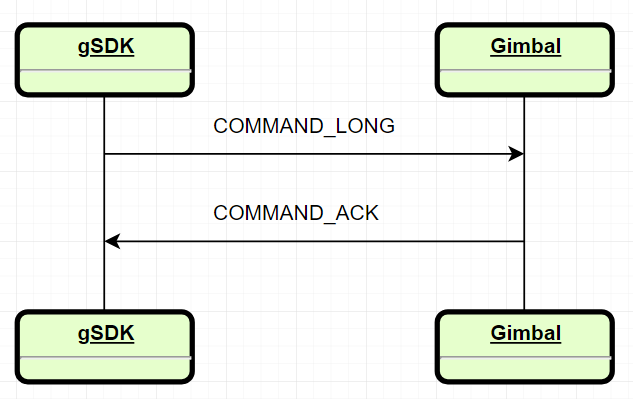 gSDK
Gimbal
COMMAND_LONG
COMMAND_ACK
gSDK
Gimbal